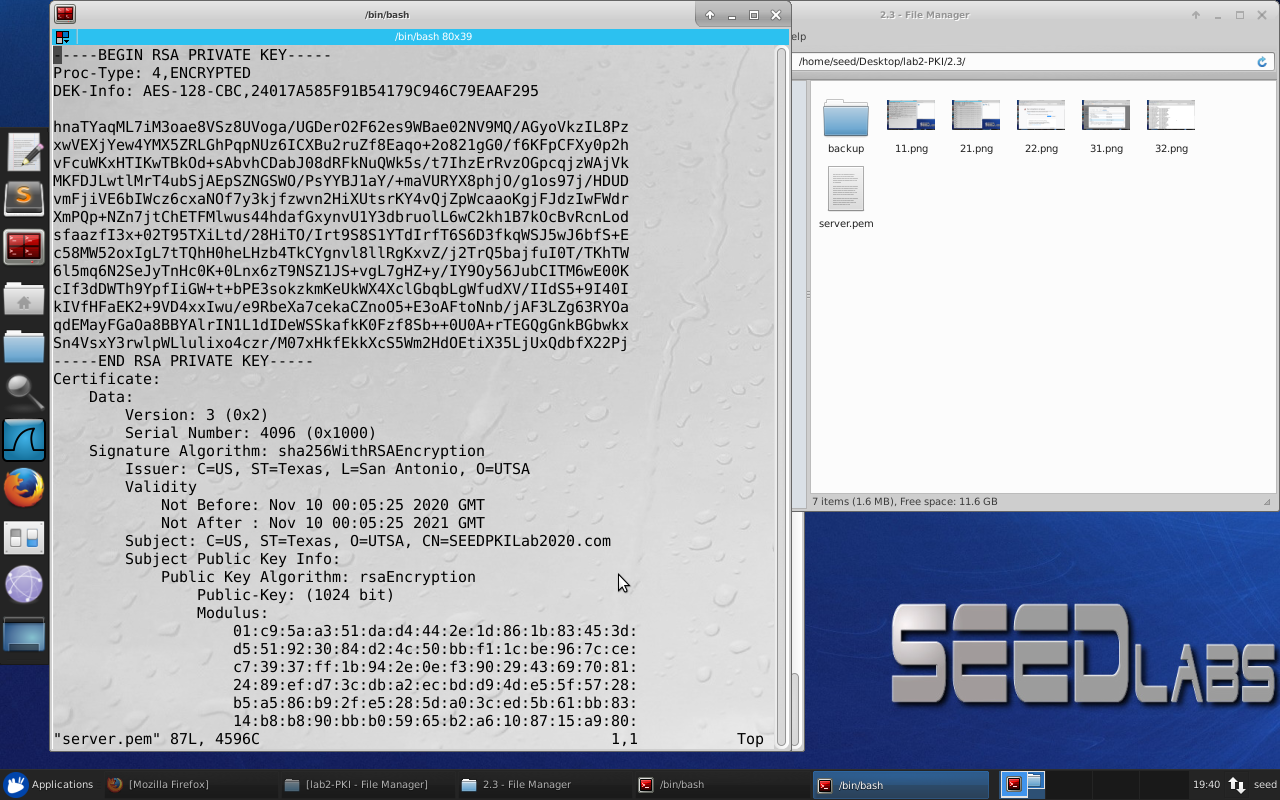 /bin/bash
/bin/bash 80x39
-----BEGIN RSA PRIVATE KEY-----
Proc-Type: 4,ENCRYPTED
DEK-Info: AES-128-CBC,24017A585F91B54179C946C79EAAF295
hnaTYaqML7iM3oae8VSz8UVoga/UGDerO2F62es9WBae02NV9MQ/AGyoVkzIL8Pz
xwVEXjYew4YMX5ZRLGhPqpNUz6ICXBu2ruZf8Eaqo+2o821gG0/f6KFpCFXy0p2h
vFcuWKxHTIKwTBkOd+sAbvhCDabJ08dRFkNuQWk5s/t7IhzErRvzOGpcqjzWAjVk
MKFDJLwtlMrT4ubSjAEpSZNGSWO/PsYYBJ1aY/+maVURYX8phjO/g1os97j/HDUD
vmFjiVE6bIWcz6cxaNOf7y3kjfzwvn2HiXUtsrKY4vQjZpWcaaoKgjFJdzIwFWdr
XmPQp+NZn7jtChETFMlwus44hdafGxynvU1Y3dbruolL6wC2kh1B7kOcBvRcnLod
sfaazfI3x+02T95TXiLtd/28HiTO/Irt9S8S1YTdIrfT6S6D3fkqWSJ5wJ6bfS+E
c58MW52oxIgL7tTQhH0heLHzb4TkCYgnvl8llRgKxvZ/j2TrQ5bajfuI0T/TKhTW
6l5mq6N2SeJyTnHc0K+0Lnx6zT9NSZ1JS+vgL7gHZ+y/IY9Oy56JubCITM6wE00K
cIf3dDWTh9YpfIiGW+t+bPE3sokzkmKeUkWX4XclGbqbLgWfudXV/IIdS5+9I40I
kIVfHFaEK2+9VD4xxIwu/e9RbeXa7cekaCZnoO5+E3oAFtoNnb/jAF3LZg63RYOa
qdEMayFGaOa8BBYAlrIN1L1dIDeWSSkafkK0Fzf8Sb++0U0A+rTEGQgGnkBGbwkx
Sn4VsxY3rwlpWLlulixo4czr/M07xHkfEkkXcS5Wm2HdOEtiX35LjUxQdbfX22Pj
-----END RSA PRIVATE KEY-----
Certificate:
Data:
Version: 3 (0x2)
Serial Number: 4096 (0x1000)
Signature Algorithm: sha256WithRSAEncryption
Issuer: C=US, ST=Texas, L=San Antonio, O=UTSA
Validity
Not Before: Nov 10 00:05:25 2020 GMT
Not After : Nov 10 00:05:25 2021 GMT
Subject: C=US, ST=Texas, O=UTSA, CN=SEEDPKILab2020.com
Subject Public Key Info:
Public Key Algorithm: rsaEncryption
Public-Key: (1024 bit)
Modulus:
01:c9:5a:a3:51:da:d4:44:2e:1d:86:1b:83:45:3d:
d5:51:92:30:84:d2:4c:50:bb:f1:1c:be:96:7c:ce:
c7:39:37:ff:1b:94:2e:0e:f3:90:29:43:69:70:81:
24:89:ef:d7:3c:db:a2:ec:bd:d9:4d:e5:5f:57:28:
b5:a5:86:b9:2f:e5:28:5d:a0:3c:ed:5b:61:bb:83:
14:b8:b8:90:bb:b0:59:65:b2:a6:10:87:15:a9:80:
"server.pem" 87L, 4596C 1,1 Top
2.3 - File Manager
elp
/home/seed/Desktop/lab2-PKI/2.3/
backup 11.png 21.png 22.png 31.png 32.png
server.pem
7 items (1.6 MB), Free space: 11.6 GB
SEEDLABS
Applications [Mozilla Firefox] [lab2-PKI - File Manager] 2.3 - File Manager /bin/bash /bin/bash 19:40 seed